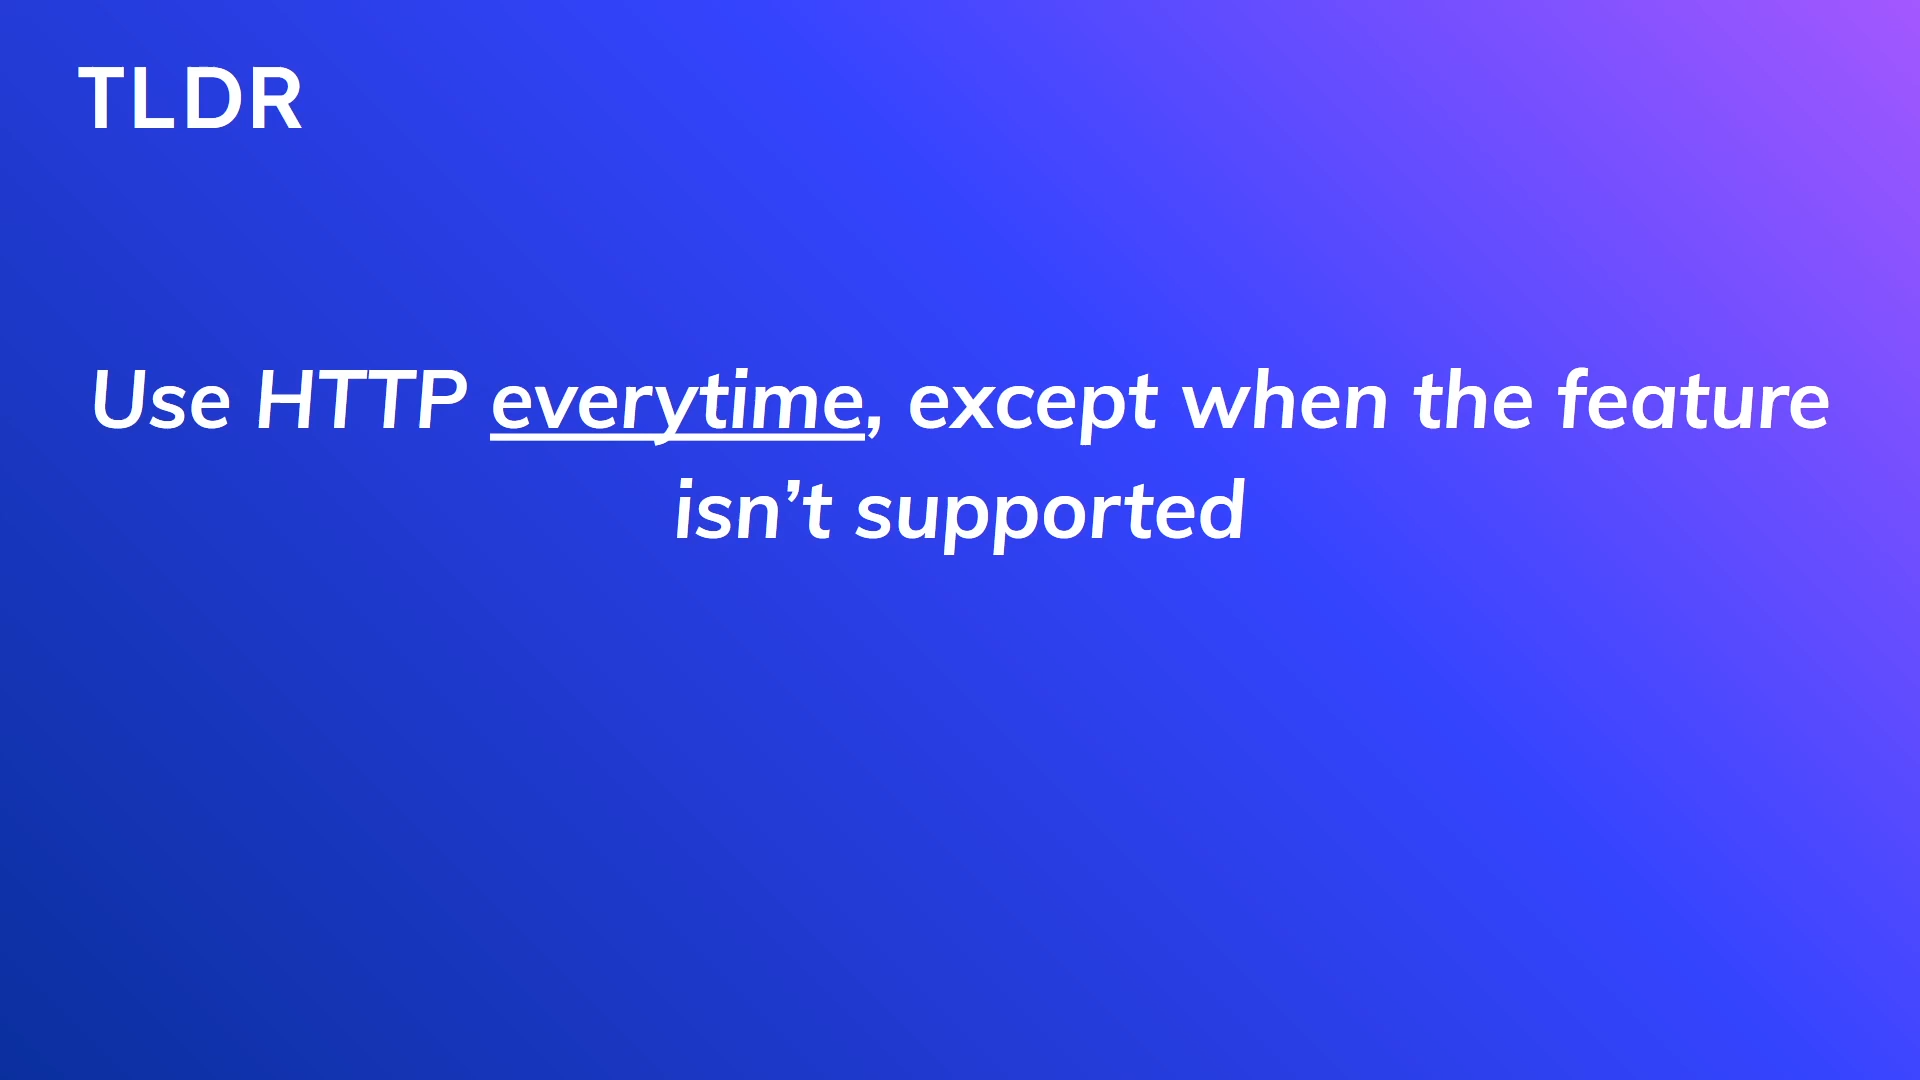 TLDR
Use HTTP everytime, except when the feature
isn’t supported